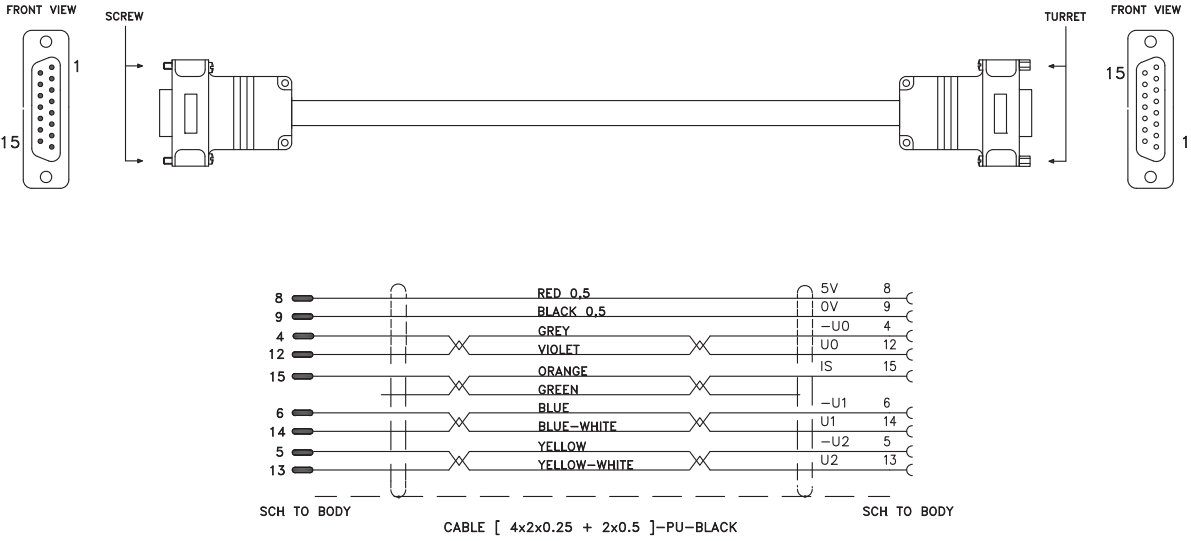 FRONT VIEW
SCREW
TURRET
FRONT VIEW
1
15
15
1
8 RED 0,5 5V 8
9 BLACK 0,5 0V 9
4 GREY -U0 4
12 VIOLET U0 12
15 ORANGE IS 15
GREEN
6 BLUE -U1 6
14 BLUE-WHITE U1 14
5 YELLOW -U2 5
13 YELLOW-WHITE U2 13
SCH TO BODY
SCH TO BODY
CABLE [ 4x2x0.25 + 2x0.5 ]-PU-BLACK